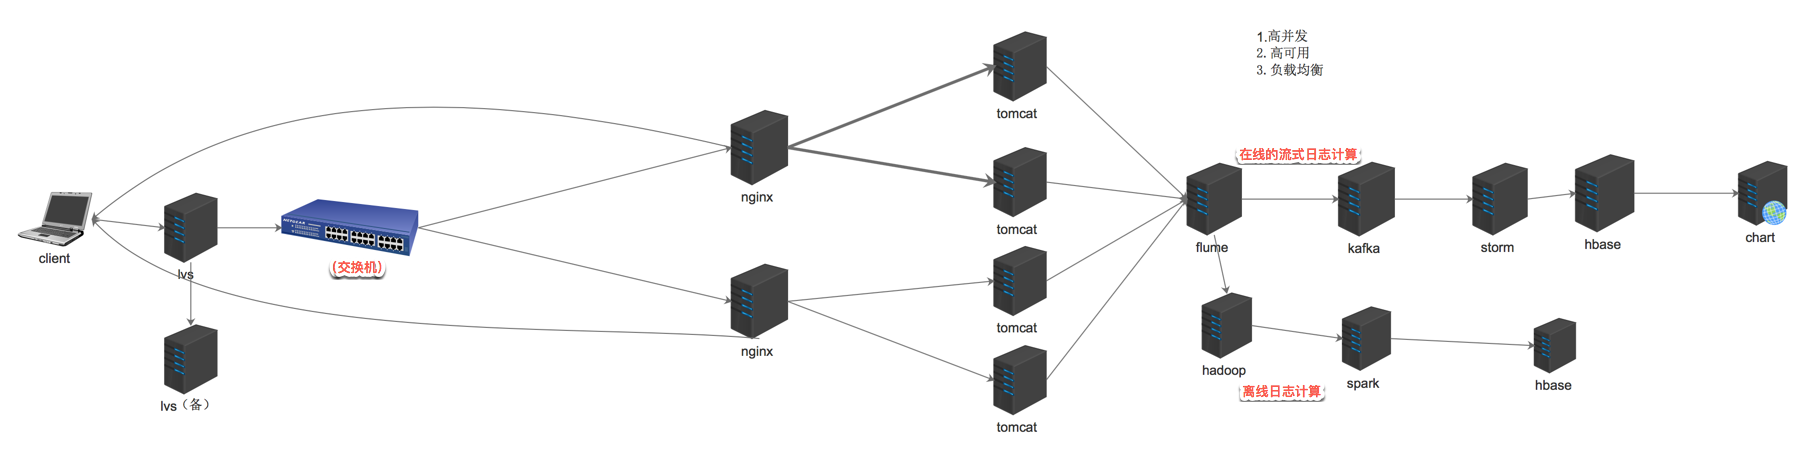 1.高并发
2. 高可用
3. 负载均衡
client
lvs
lvs（备）
NETGEAR
(交换机)
nginx
nginx
tomcat
tomcat
tomcat
tomcat
在线的流式日志计算
flume
kafka
storm
hbase
chart
hadoop
spark
hbase
离线日志计算